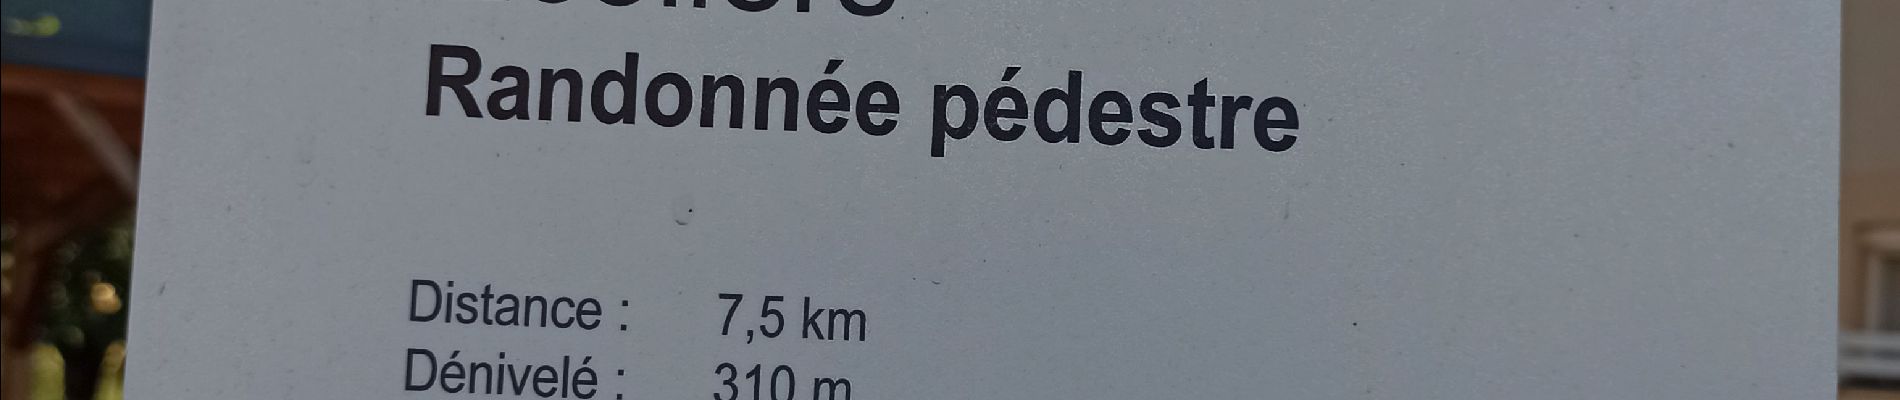 Randonnée pédestre
Distance : 7,5 km
Dénivelé : 310 m